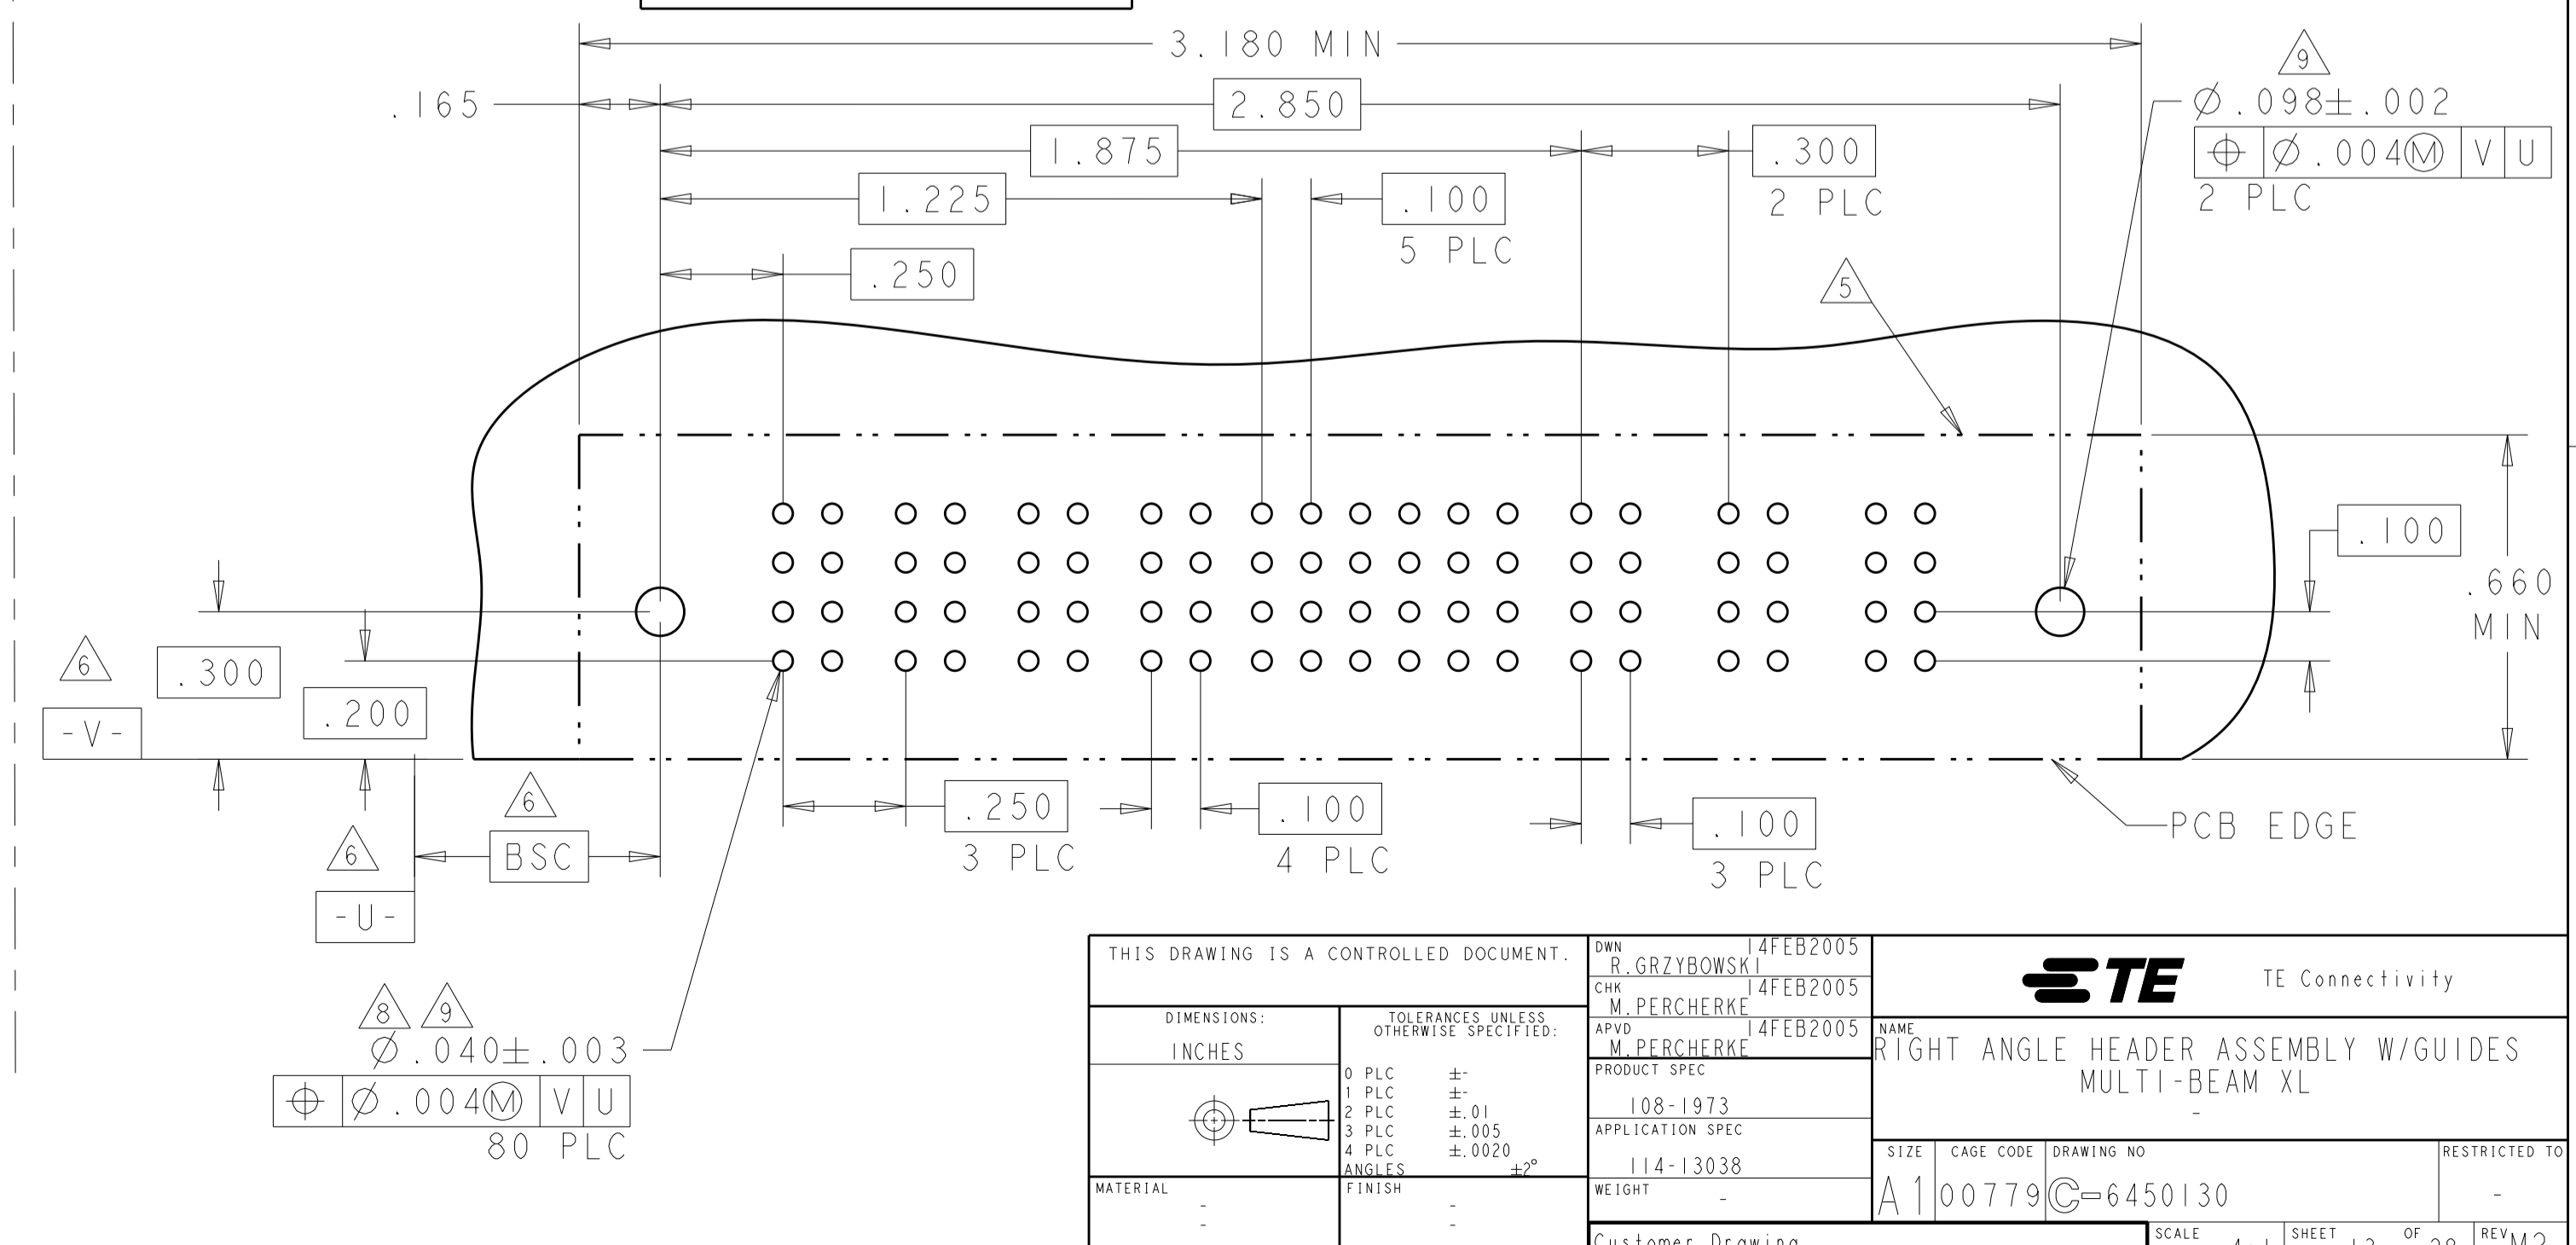 3.180 MIN
9
.165
2.850
Ø.098±.002
1.875
.300
⌖ Ø.004Ⓜ V U
2 PLC
2 PLC
1.225
.100
5 PLC
.250
5
.100
.660
MIN
6
.300
.200
-V-
6
.250
3 PLC
.100
4 PLC
.100
3 PLC
PCB EDGE
6
BSC
-U-
8 9
Ø.040±.003
⌖ Ø.004Ⓜ V U
80 PLC
THIS DRAWING IS A CONTROLLED DOCUMENT.
DIMENSIONS:
INCHES
TOLERANCES UNLESS
OTHERWISE SPECIFIED:
0 PLC ±-
1 PLC ±-
2 PLC ±.01
3 PLC ±.005
4 PLC ±.0020
ANGLES ±2°
MATERIAL
-
-
FINISH
-
-
DWN 14FEB2005
R.GRZYBOWSKI
CHK 14FEB2005
M.PERCHERKE
APVD 14FEB2005
M.PERCHERKE
PRODUCT SPEC
108-1973
APPLICATION SPEC
114-13038
WEIGHT -
TE TE Connectivity
NAME
RIGHT ANGLE HEADER ASSEMBLY W/GUIDES
MULTI-BEAM XL
-
SIZE CAGE CODE DRAWING NO RESTRICTED TO
A1 00779 C-6450130 -
Customer Drawing
SCALE SHEET OF REV M2